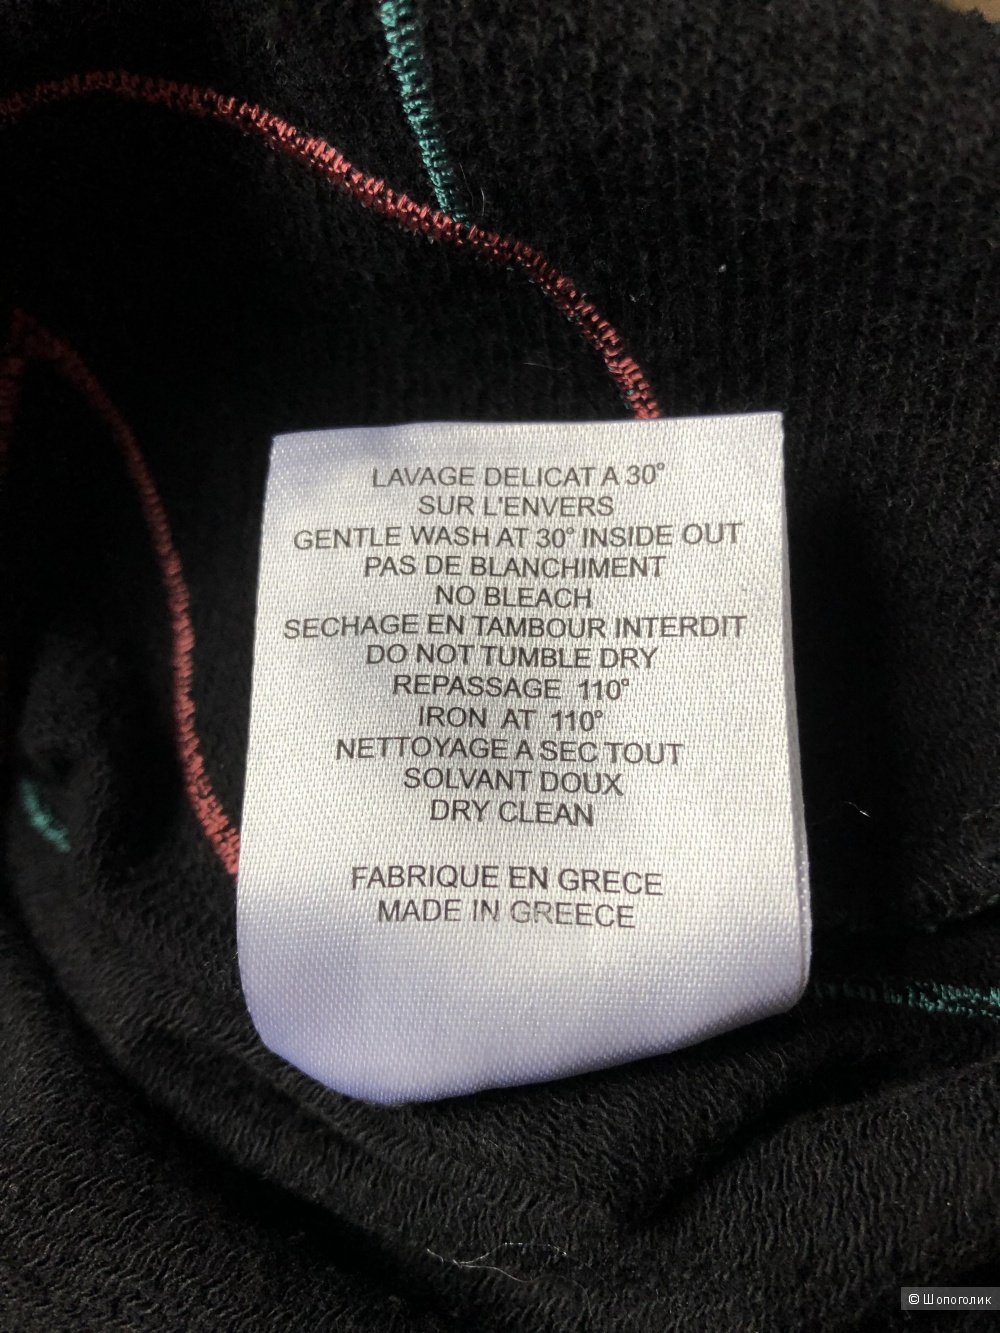 LAVAGE DELICAT A 30°
SUR L'ENVERS
GENTLE WASH AT 30° INSIDE OUT
PAS DE BLANCHIMENT
NO BLEACH
SECHAGE EN TAMBOUR INTERDIT
DO NOT TUMBLE DRY
REPASSAGE 110°
IRON AT 110°
NETTOYAGE A SEC TOUT
SOLVANT DOUX
DRY CLEAN
FABRIQUE EN GRECE
MADE IN GREECE
© Шопоголик